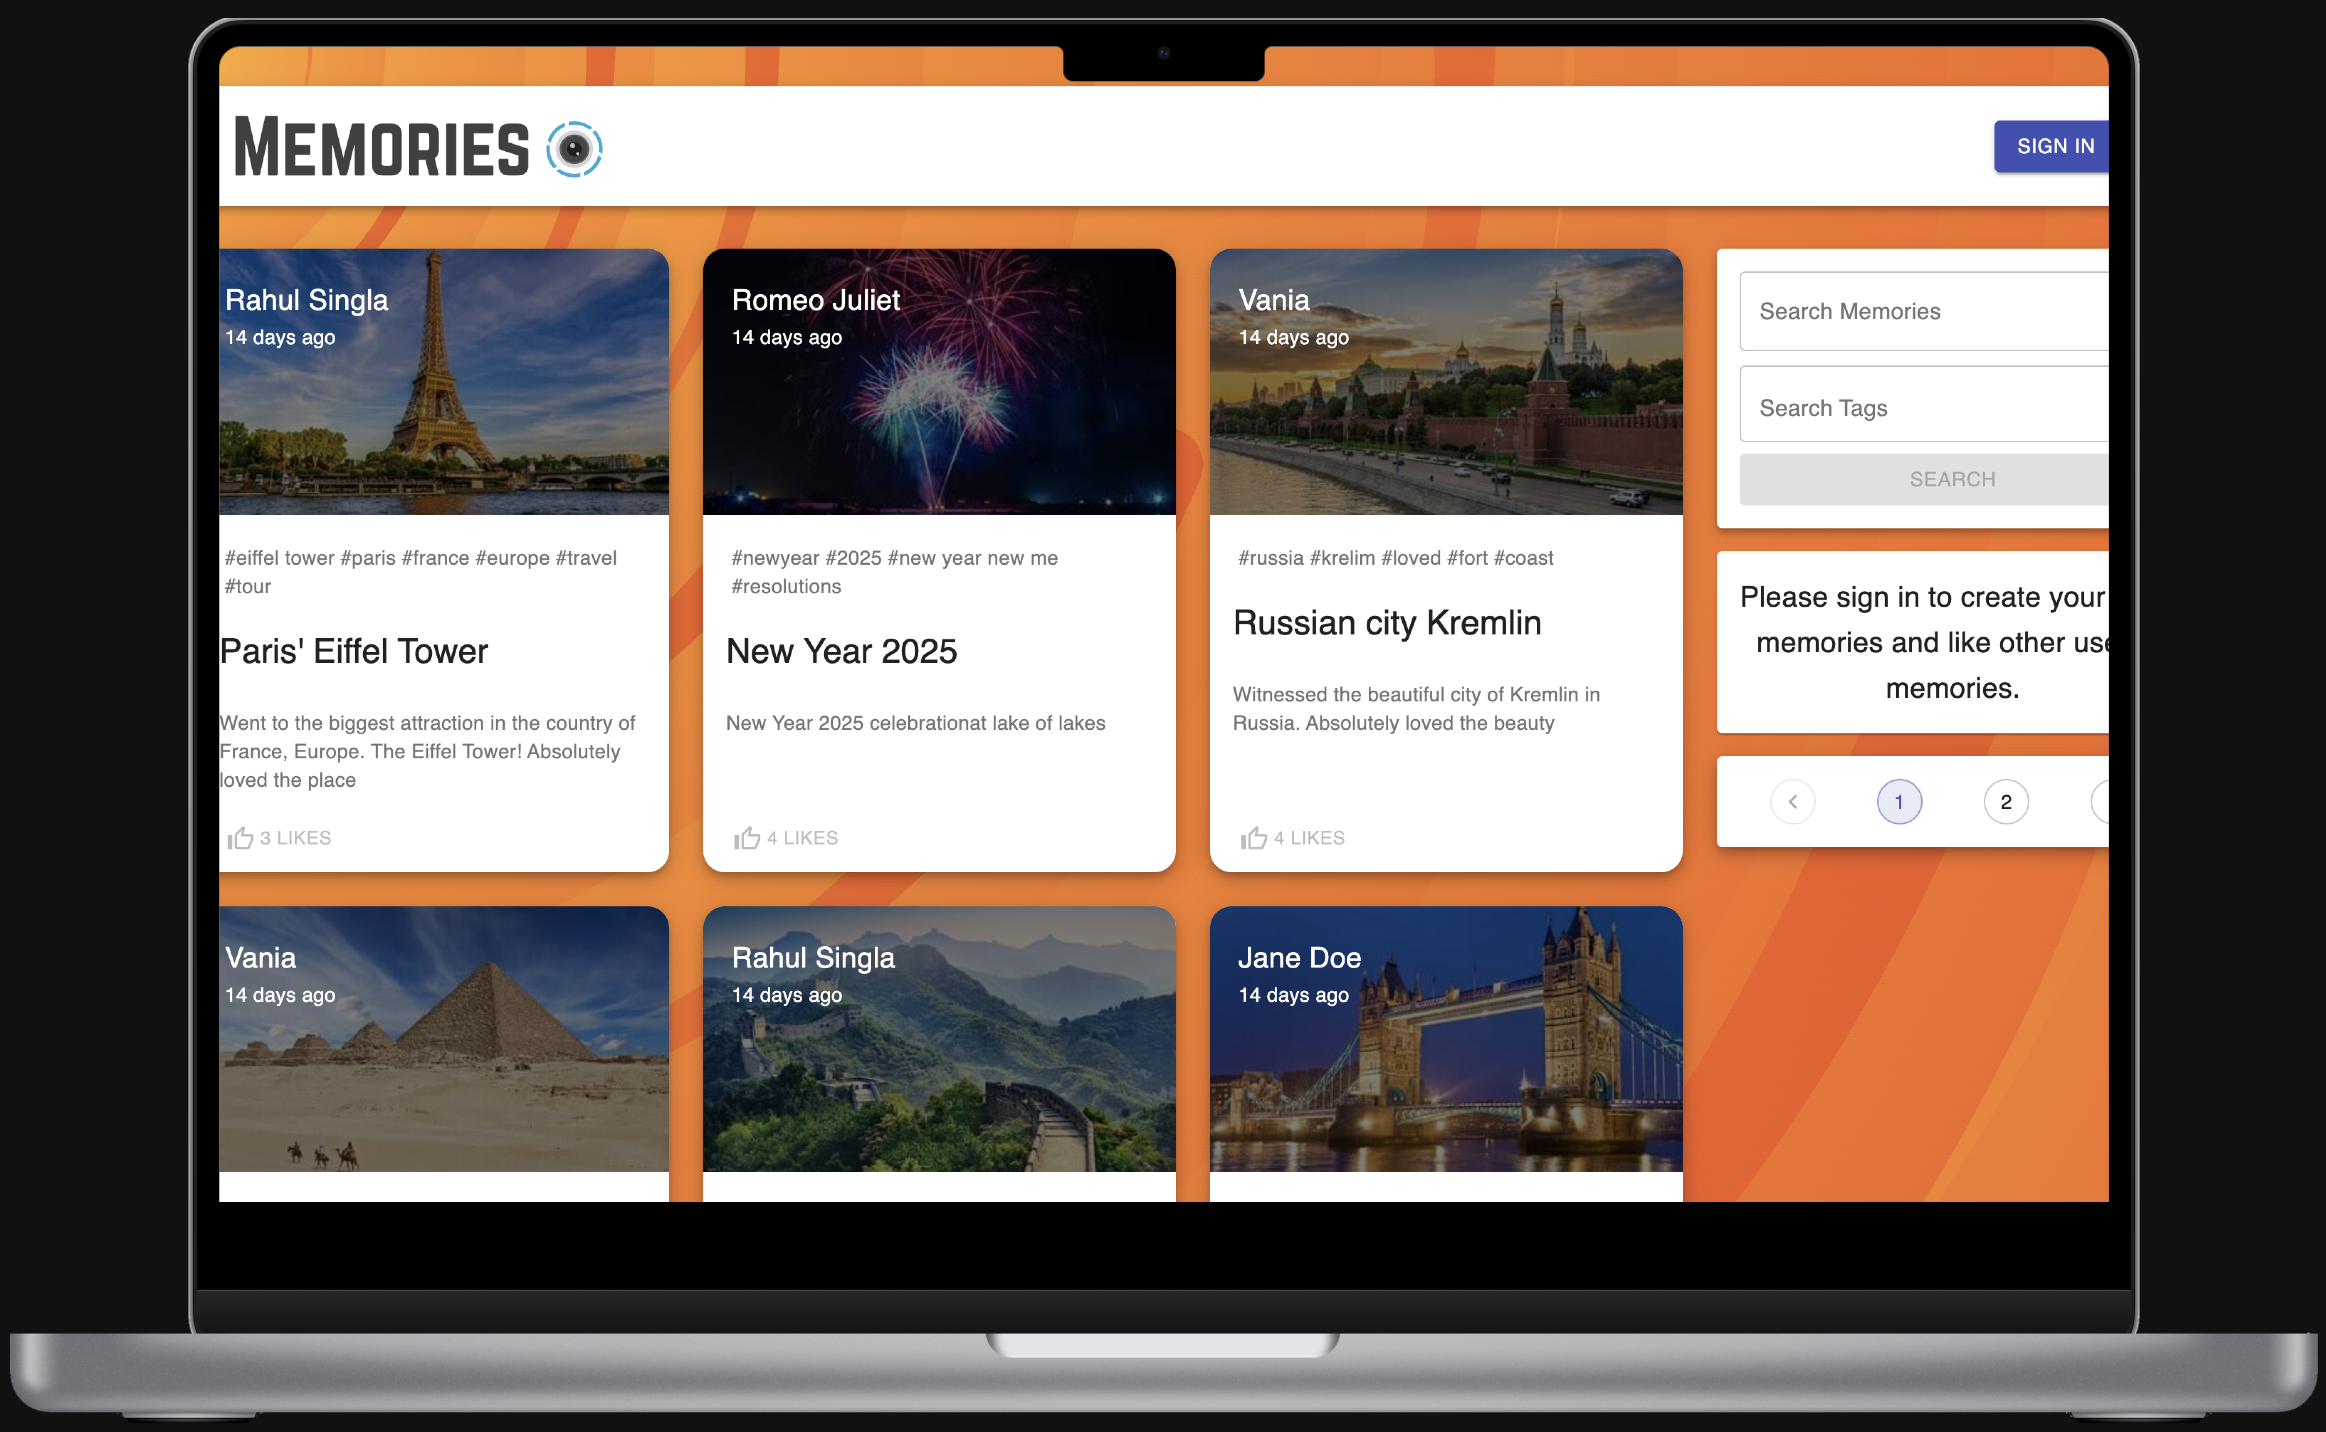 MEMORIES
SIGN IN
Rahul Singla
14 days ago
#eiffel tower #paris #france #europe #travel
#tour
Paris' Eiffel Tower
Went to the biggest attraction in the country of
France, Europe. The Eiffel Tower! Absolutely
loved the place
3 LIKES
Romeo Juliet
14 days ago
#newyear #2025 #new year new me
#resolutions
New Year 2025
New Year 2025 celebrationat lake of lakes
4 LIKES
Vania
14 days ago
#russia #krelim #loved #fort #coast
Russian city Kremlin
Witnessed the beautiful city of Kremlin in
Russia. Absolutely loved the beauty
4 LIKES
Search Memories
Search Tags
SEARCH
Please sign in to create your
memories and like other
memories.
1
2
Vania
14 days ago
Rahul Singla
14 days ago
Jane Doe
14 days ago